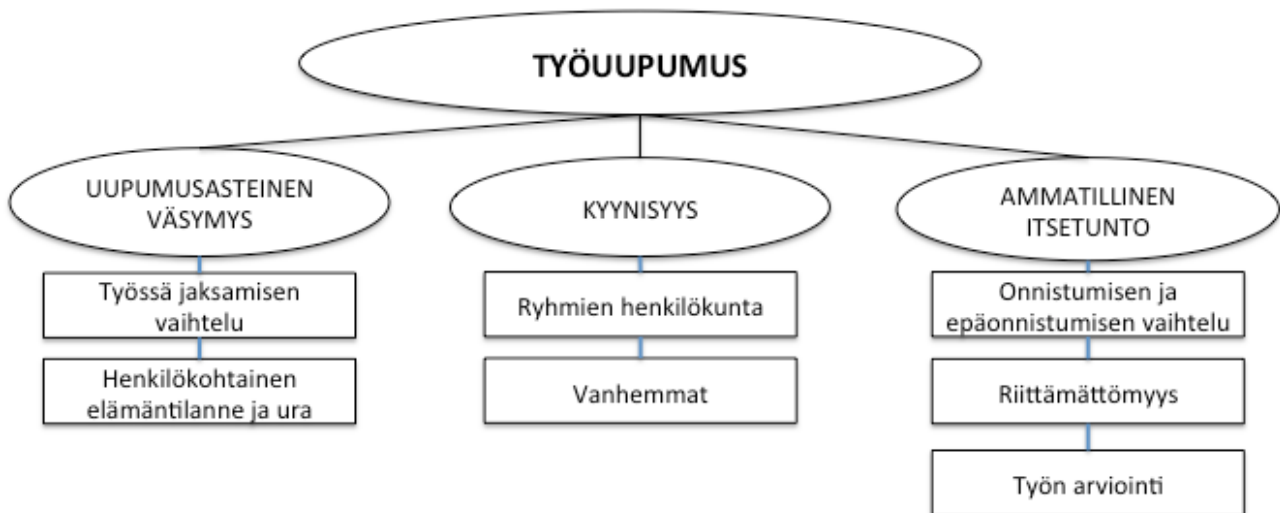 TYÖUUPUMUS
UUPUMUSASTEINEN
VÄSYMYS
Työssä jaksamisen
vaihtelu
Henkilökohtainen
elämäntilanne ja ura
KYYNISYYS
Ryhmien henkilökunta
Vanhemmat
AMMATILLINEN
ITSETUNTO
Onnistumisen ja
epäonnistumisen vaihtelu
Riittämättömyys
Työn arviointi